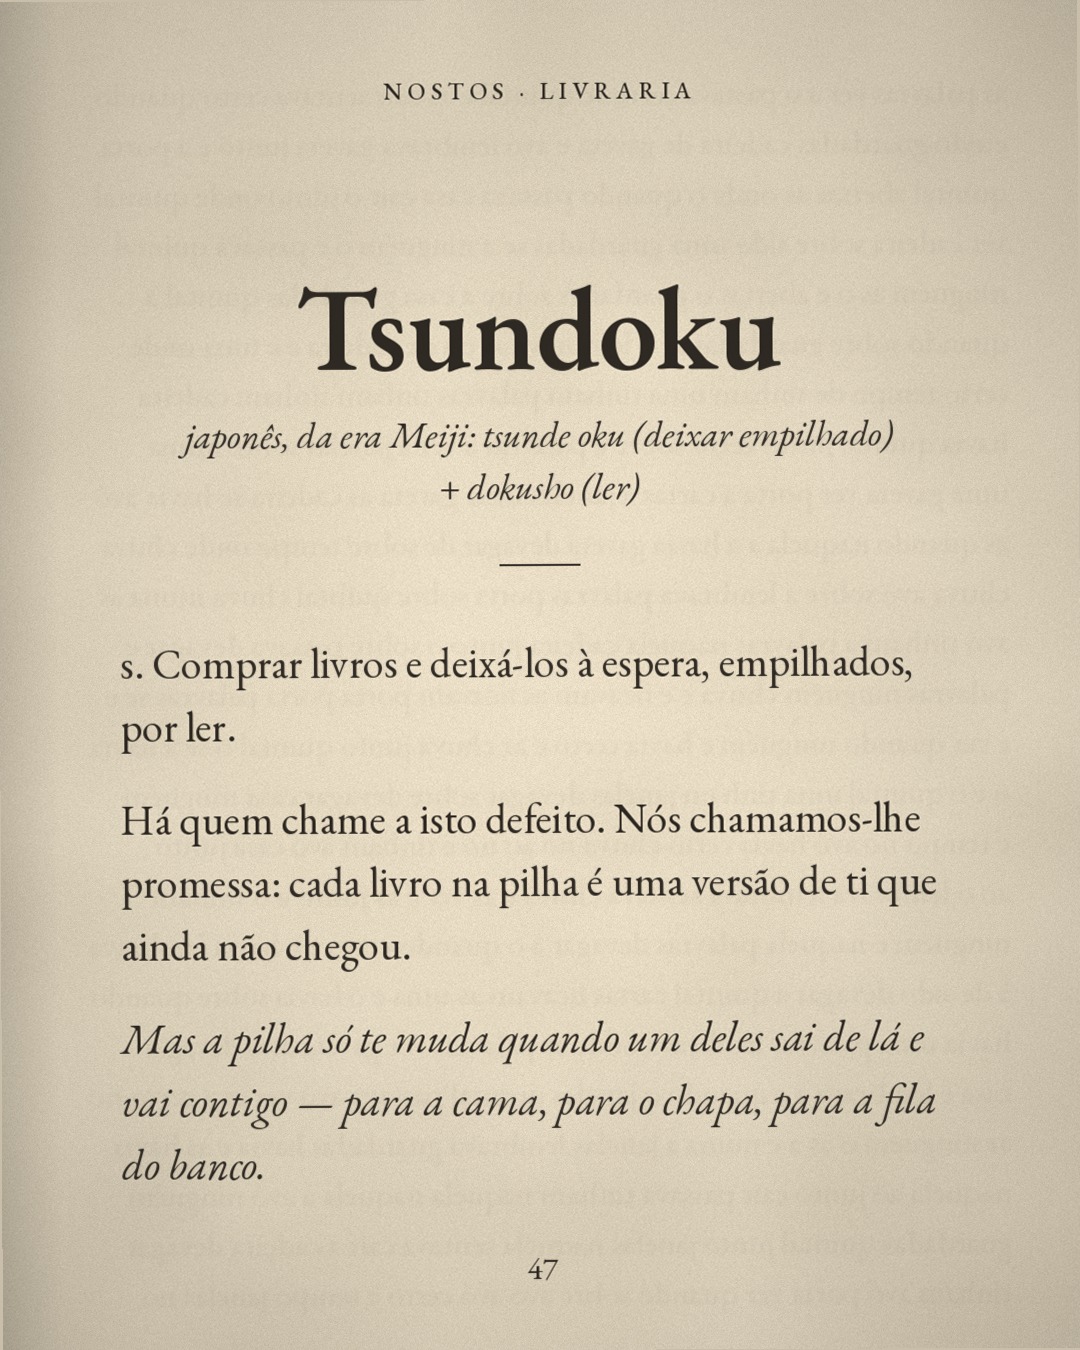 NOSTOS · LIVRARIA
Tsundoku
japonês, da era Meiji: tsunde oku (deixar empilhado)
+ dokusho (ler)
s. Comprar livros e deixá-los à espera, empilhados,
por ler.
Há quem chame a isto defeito. Nós chamamos-lhe
promessa: cada livro na pilha é uma versão de ti que
ainda não chegou.
Mas a pilha só te muda quando um deles sai de lá e
vai contigo — para a cama, para o chapa, para a fila
do banco.
47